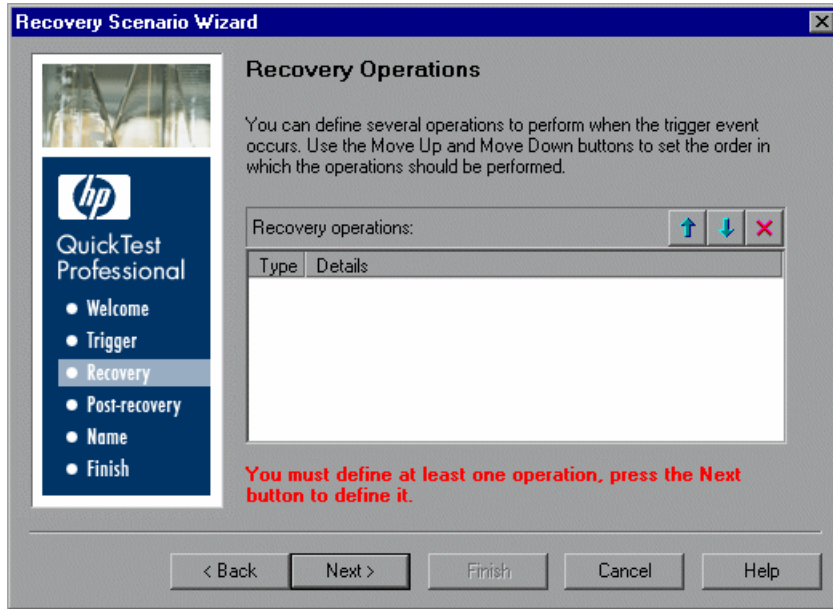 Recovery Scenario Wizard
hp
QuickTest
Professional
Welcome
Trigger
Recovery
Post-recovery
Name
Finish
Recovery Operations
You can define several operations to perform when the trigger event
occurs. Use the Move Up and Move Down buttons to set the order in
which the operations should be performed.
Recovery operations:
Type Details
You must define at least one operation, press the Next
button to define it.
< Back Next > Finish Cancel Help